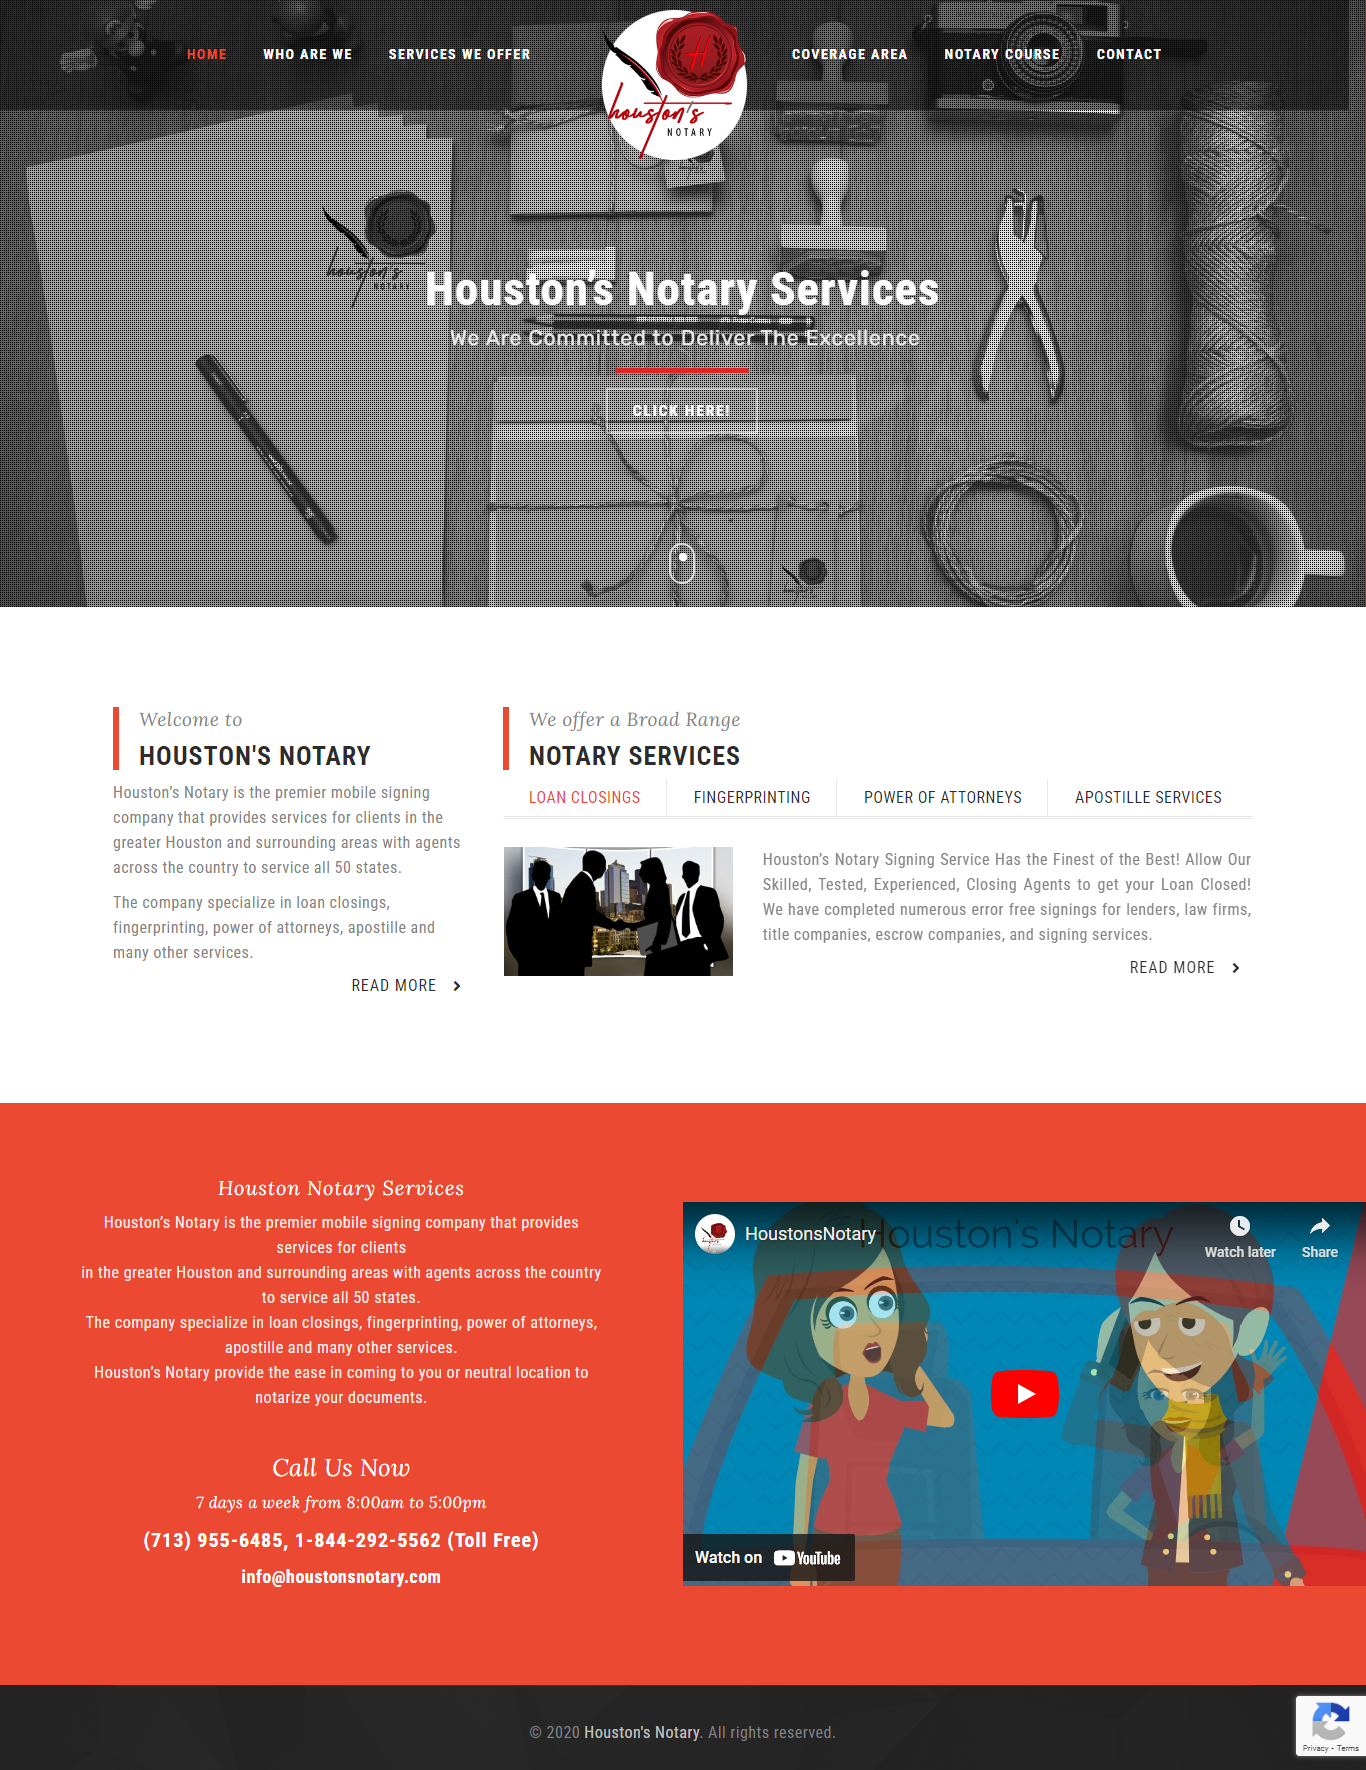 HOME
WHO ARE WE
SERVICES WE OFFER
houston's
NOTARY
COVERAGE AREA
NOTARY COURSE
CONTACT
houston's
NOTARY
Houston's Notary Services
We Are Committed to Deliver The Excellence
CLICK HERE!
Welcome to
HOUSTON'S NOTARY
Houston's Notary is the premier mobile signing
company that provides services for clients in the
greater Houston and surrounding areas with agents
across the country to service all 50 states.
The company specialize in loan closings,
fingerprinting, power of attorneys, apostille and
many other services.
READ MORE
We offer a Broad Range
NOTARY SERVICES
LOAN CLOSINGS
FINGERPRINTING
POWER OF ATTORNEYS
APOSTILLE SERVICES
Houston's Notary Signing Service Has the Finest of the Best! Allow Our
Skilled, Tested, Experienced, Closing Agents to get your Loan Closed!
We have completed numerous error free signings for lenders, law firms,
title companies, escrow companies, and signing services.
READ MORE
Houston Notary Services
Houston's Notary is the premier mobile signing company that provides
services for clients
in the greater Houston and surrounding areas with agents across the country
to service all 50 states.
The company specialize in loan closings, fingerprinting, power of attorneys,
apostille and many other services.
Houston's Notary provide the ease in coming to you or neutral location to
notarize your documents.
Call Us Now
7 days a week from 8:00am to 5:00pm
(713) 955-6485, 1-844-292-5562 (Toll Free)
info@houstonsnotary.com
HoustonsNotary
Houston's Notary
Watch later
Share
Watch on YouTube
© 2020 Houston's Notary. All rights reserved.
Privacy - Terms